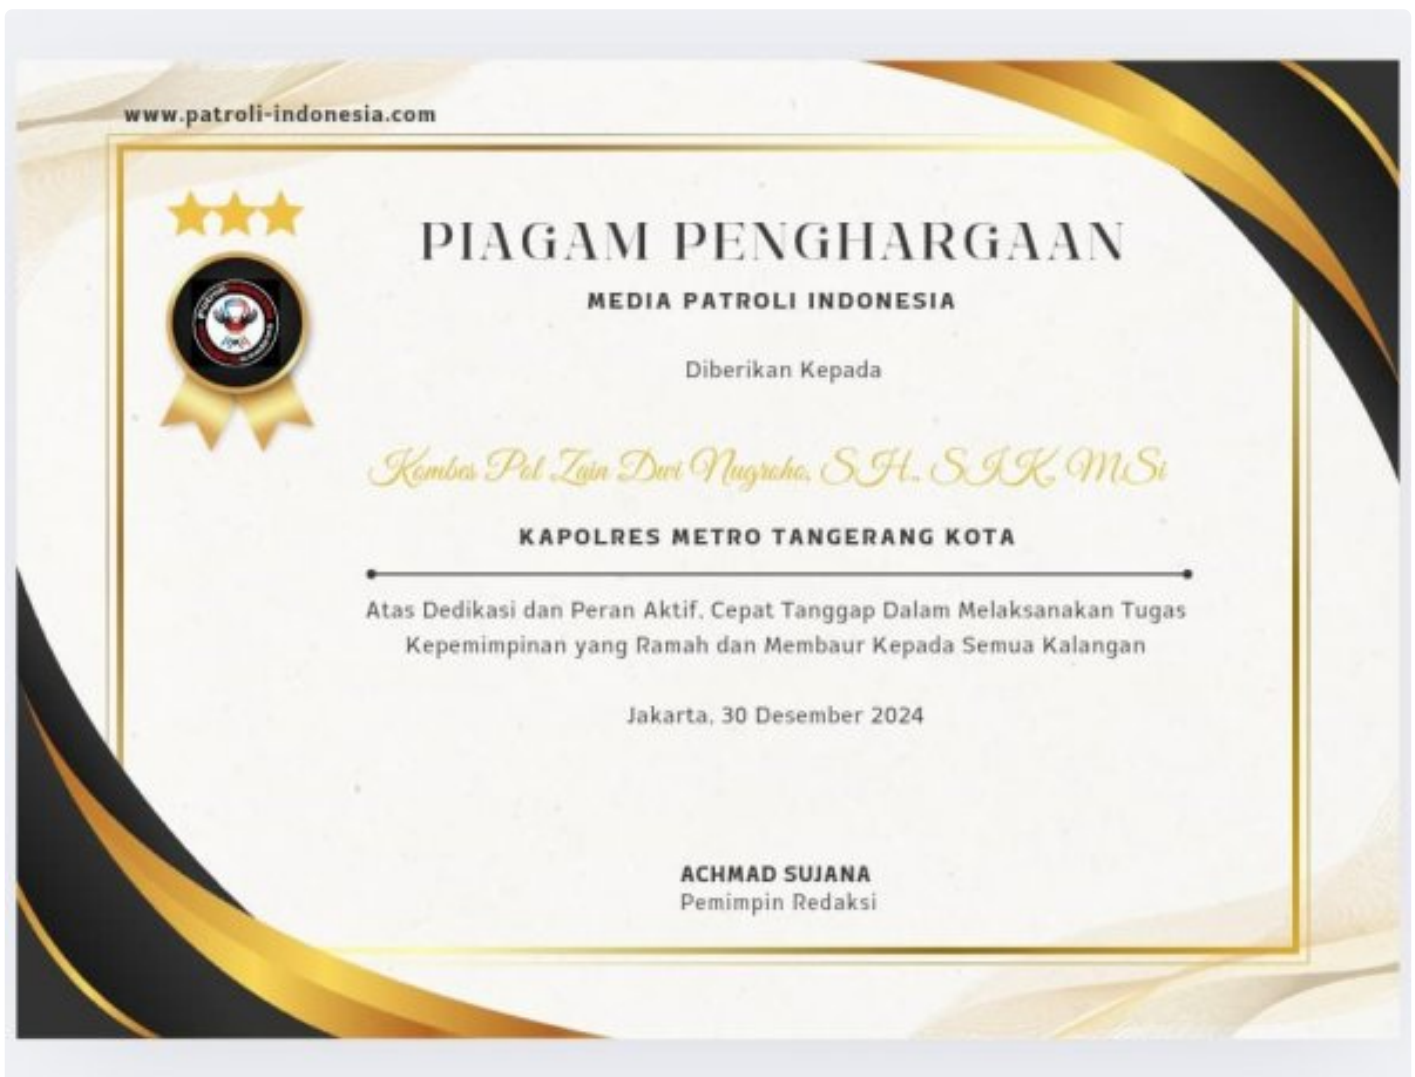 www.patroli-indonesia.com
PIAGAM PENGHARGAAN
MEDIA PATROLI INDONESIA
Diberikan Kepada
Kombes Pol Zain Dwi Nugroho, S.H., S.I.K, M.Si
KAPOLRES METRO TANGERANG KOTA
Atas Dedikasi dan Peran Aktif, Cepat Tanggap Dalam Melaksanakan Tugas
Kepemimpinan yang Ramah dan Membaur Kepada Semua Kalangan
Jakarta, 30 Desember 2024
ACHMAD SUJANA
Pemimpin Redaksi